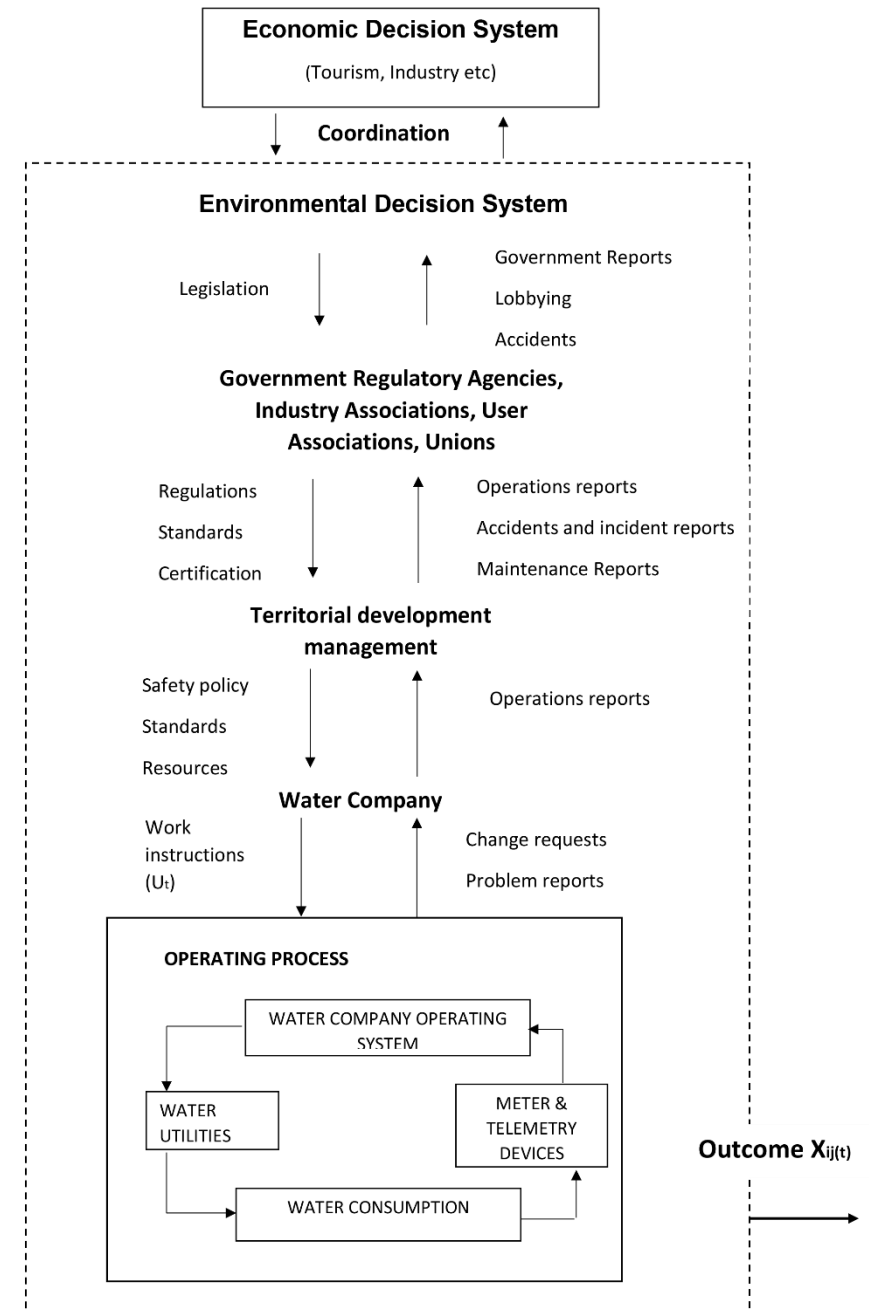 Economic Decision System
(Tourism, Industry etc)
Coordination
Environmental Decision System
Legislation
Government Reports
Lobbying
Accidents
Government Regulatory Agencies,
Industry Associations, User
Associations, Unions
Regulations
Standards
Certification
Operations reports
Accidents and incident reports
Maintenance Reports
Territorial development
management
Safety policy
Standards
Resources
Operations reports
Water Company
Work
instructions
(Ut)
Change requests
Problem reports
OPERATING PROCESS
WATER COMPANY OPERATING
SYSTEM
WATER
UTILITIES
METER &
TELEMETRY
DEVICES
WATER CONSUMPTION
Outcome Xij(t)